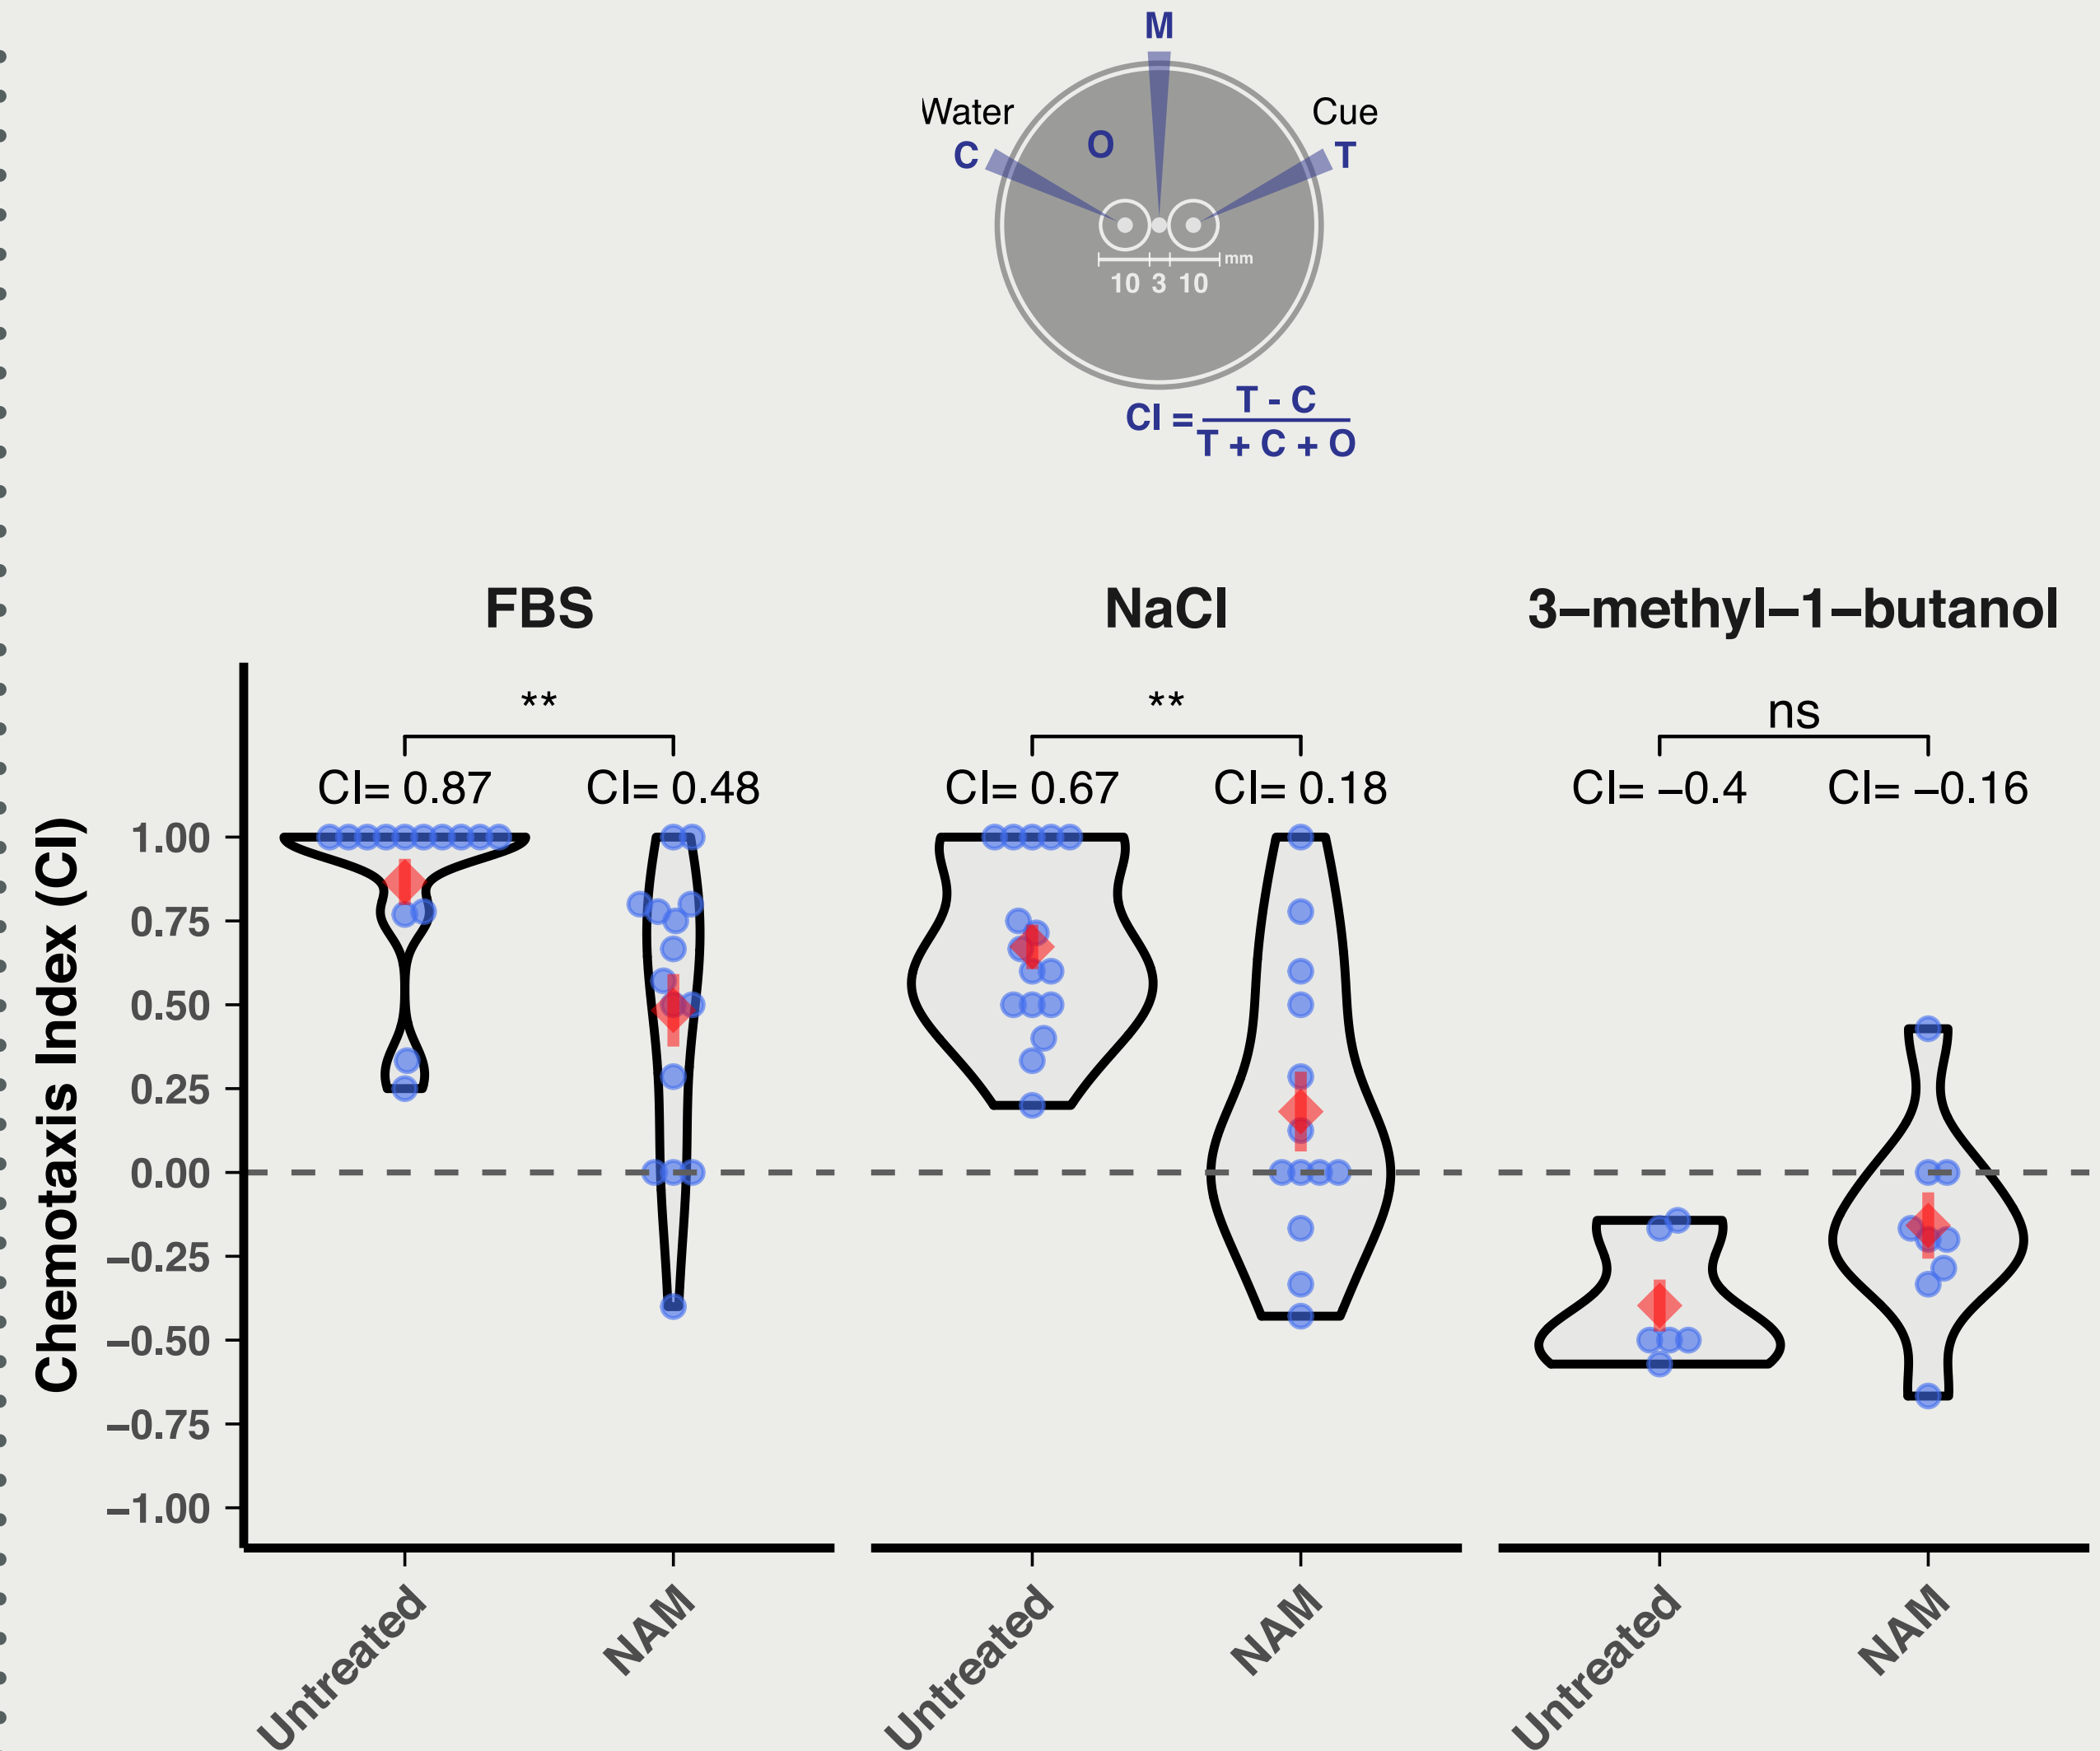 M
Water
Cue
C
O
T
mm
10 3 10
CI = T - C
T + C + O
FBS
NaCl
3–methyl–1–butanol
**
**
ns
CI= 0.87
CI= 0.48
CI= 0.67
CI= 0.18
CI= –0.4
CI= –0.16
Chemotaxis Index (CI)
1.00
0.75
0.50
0.25
0.00
–0.25
–0.50
–0.75
–1.00
Untreated
NAM
Untreated
NAM
Untreated
NAM